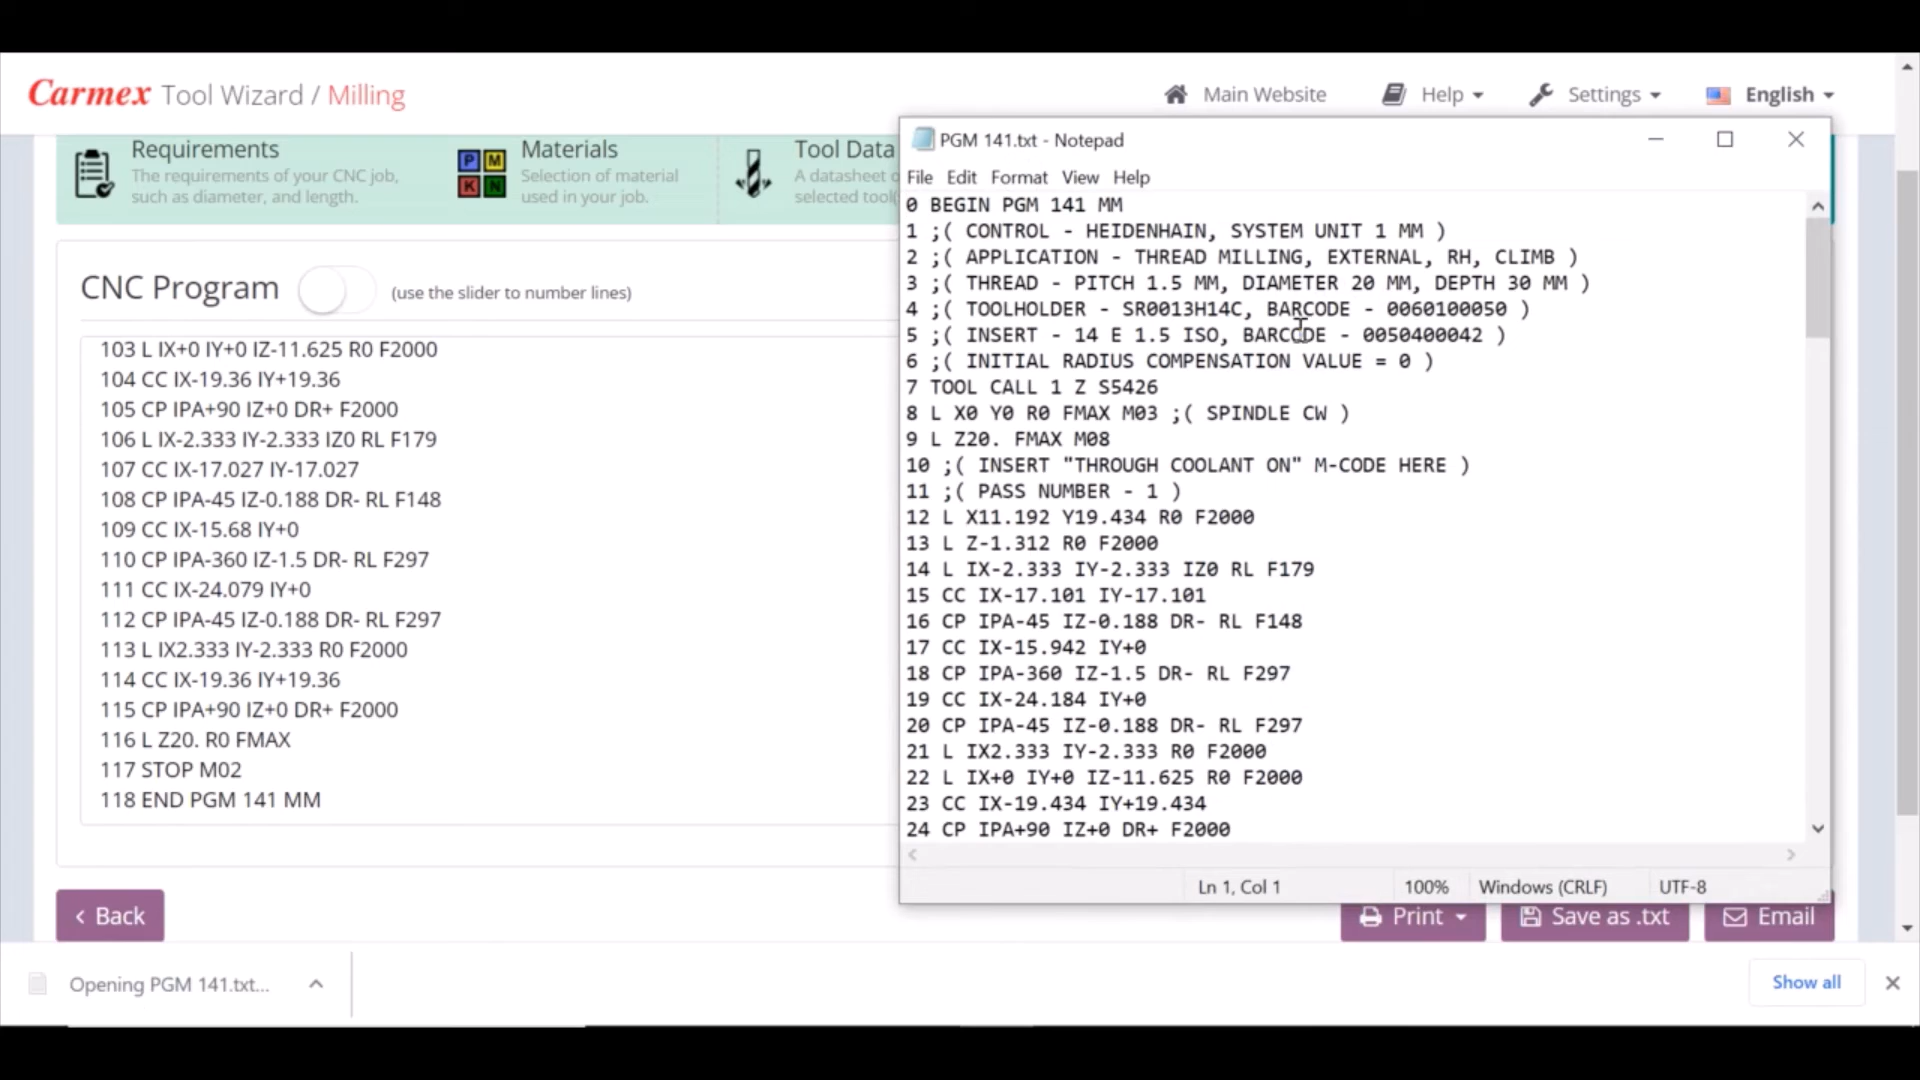 Carmex Tool Wizard / Milling
Main Website
Help
Settings
English
Requirements
The requirements of your CNC job,
such as diameter, and length.
P M K N
Materials
Selection of material
used in your job.
Tool Data
A datasheet
selected tool(
CNC Program
(use the slider to number lines)
103 L IX+0 IY+0 IZ-11.625 R0 F2000
104 CC IX-19.36 IY+19.36
105 CP IPA+90 IZ+0 DR+ F2000
106 L IX-2.333 IY-2.333 IZ0 RL F179
107 CC IX-17.027 IY-17.027
108 CP IPA-45 IZ-0.188 DR- RL F148
109 CC IX-15.68 IY+0
110 CP IPA-360 IZ-1.5 DR- RL F297
111 CC IX-24.079 IY+0
112 CP IPA-45 IZ-0.188 DR- RL F297
113 L IX2.333 IY-2.333 R0 F2000
114 CC IX-19.36 IY+19.36
115 CP IPA+90 IZ+0 DR+ F2000
116 L Z20. R0 FMAX
117 STOP M02
118 END PGM 141 MM
PGM 141.txt - Notepad
File Edit Format View Help
0 BEGIN PGM 141 MM
1 ;( CONTROL - HEIDENHAIN, SYSTEM UNIT 1 MM )
2 ;( APPLICATION - THREAD MILLING, EXTERNAL, RH, CLIMB )
3 ;( THREAD - PITCH 1.5 MM, DIAMETER 20 MM, DEPTH 30 MM )
4 ;( TOOLHOLDER - SR0013H14C, BARCODE - 0060100050 )
5 ;( INSERT - 14 E 1.5 ISO, BARCODE - 0050400042 )
6 ;( INITIAL RADIUS COMPENSATION VALUE = 0 )
7 TOOL CALL 1 Z S5426
8 L X0 Y0 R0 FMAX M03 ;( SPINDLE CW )
9 L Z20. FMAX M08
10 ;( INSERT "THROUGH COOLANT ON" M-CODE HERE )
11 ;( PASS NUMBER - 1 )
12 L X11.192 Y19.434 R0 F2000
13 L Z-1.312 R0 F2000
14 L IX-2.333 IY-2.333 IZ0 RL F179
15 CC IX-17.101 IY-17.101
16 CP IPA-45 IZ-0.188 DR- RL F148
17 CC IX-15.942 IY+0
18 CP IPA-360 IZ-1.5 DR- RL F297
19 CC IX-24.184 IY+0
20 CP IPA-45 IZ-0.188 DR- RL F297
21 L IX2.333 IY-2.333 R0 F2000
22 L IX+0 IY+0 IZ-11.625 R0 F2000
23 CC IX-19.434 IY+19.434
24 CP IPA+90 IZ+0 DR+ F2000
Ln 1, Col 1
100%
Windows (CRLF)
UTF-8
Back
Print
Save as .txt
Email
Opening PGM 141.txt...
Show all